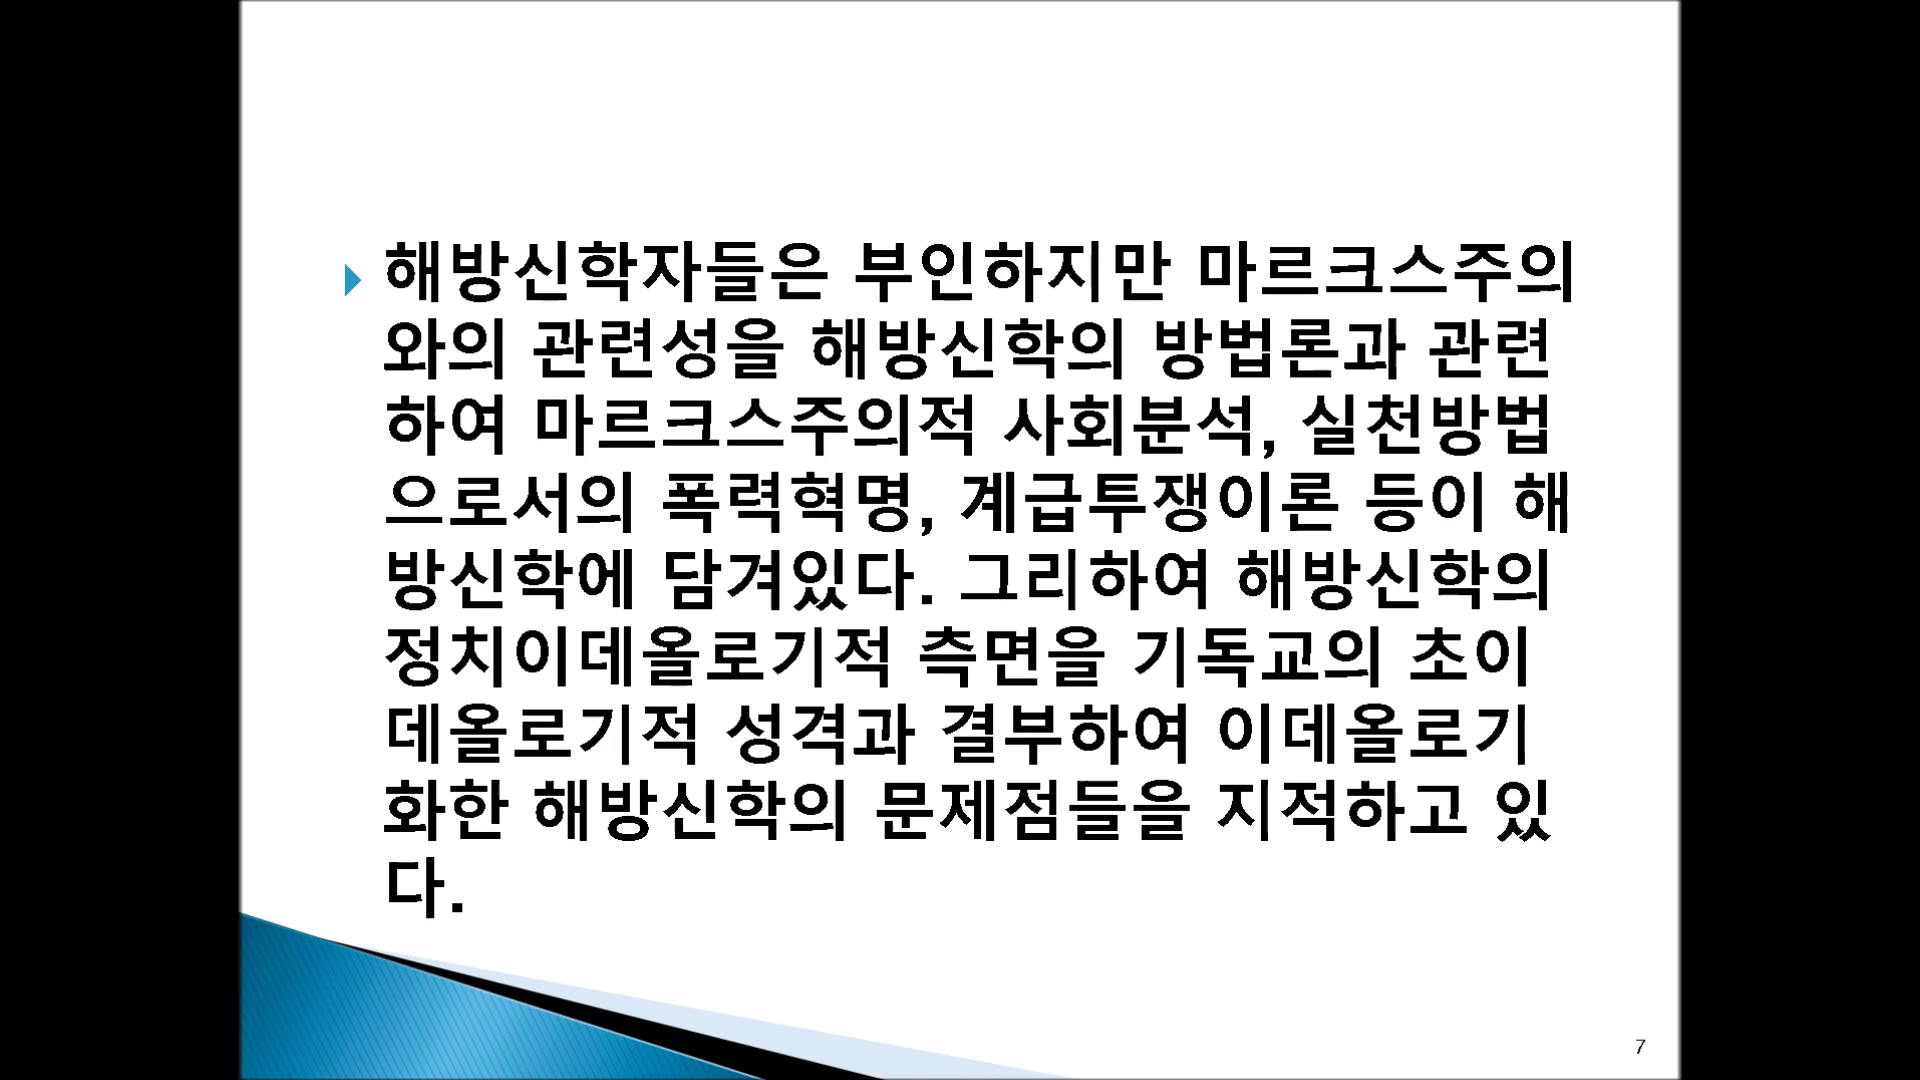 해방신학자들은 부인하지만 마르크스주의
와의 관련성을 해방신학의 방법론과 관련
하여 마르크스주의적 사회분석, 실천방법
으로서의 폭력혁명, 계급투쟁이론 등이 해
방신학에 담겨있다. 그리하여 해방신학의
정치이데올로기적 측면을 기독교의 초이
데올로기적 성격과 결부하여 이데올로기
화한 해방신학의 문제점들을 지적하고 있
다.
7